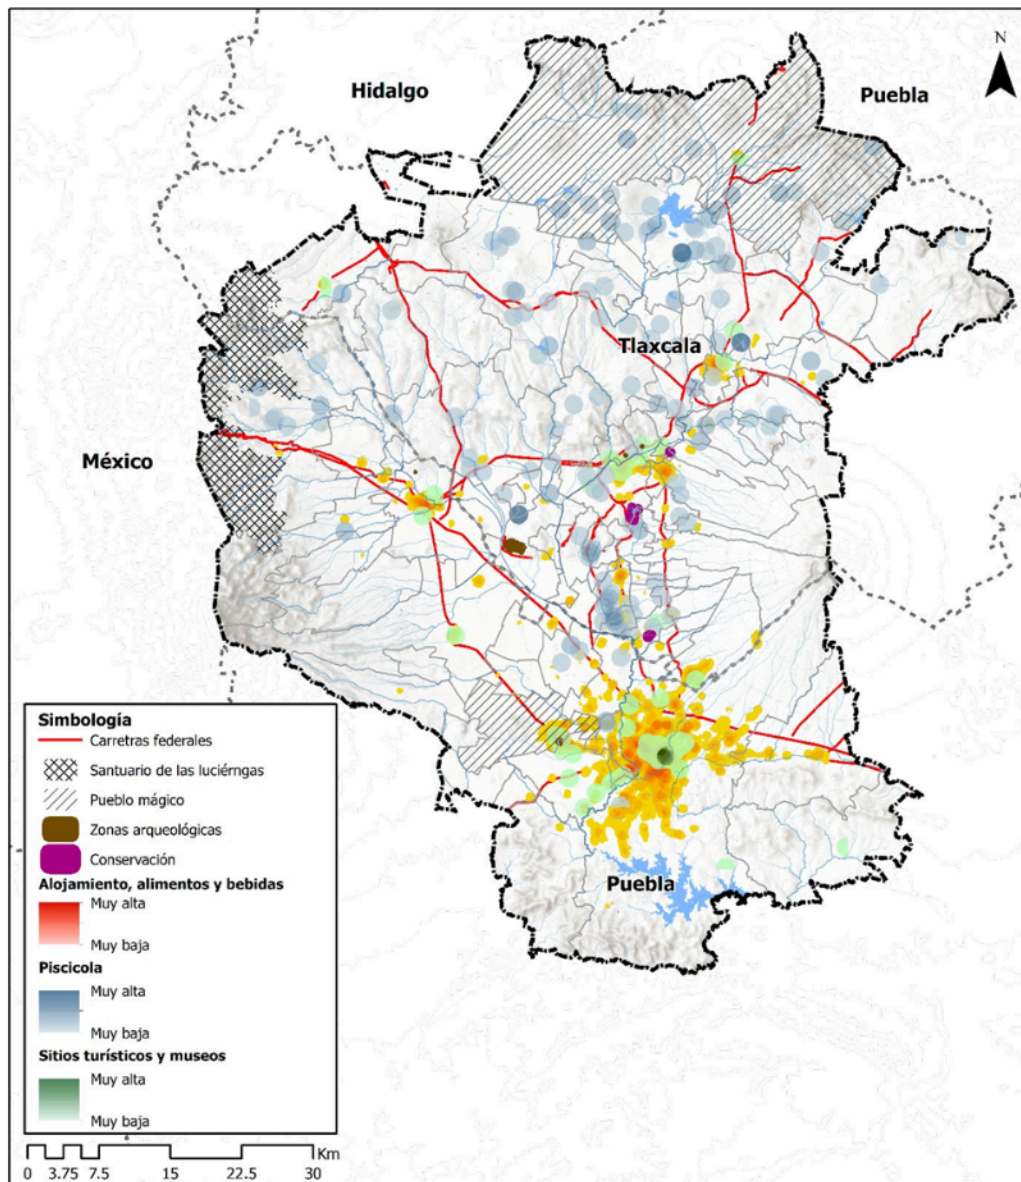 N
Hidalgo
Puebla
Tlaxcala
México
Puebla
Simbología
Carretras federales
Santuario de las luciérngas
Pueblo mágico
Zonas arqueológicas
Conservación
Alojamiento, alimentos y bebidas
Muy alta
Muy baja
Piscicola
Muy alta
Muy baja
Sitios turísticos y museos
Muy alta
Muy baja
Km
0 3.75 7.5 15 22.5 30